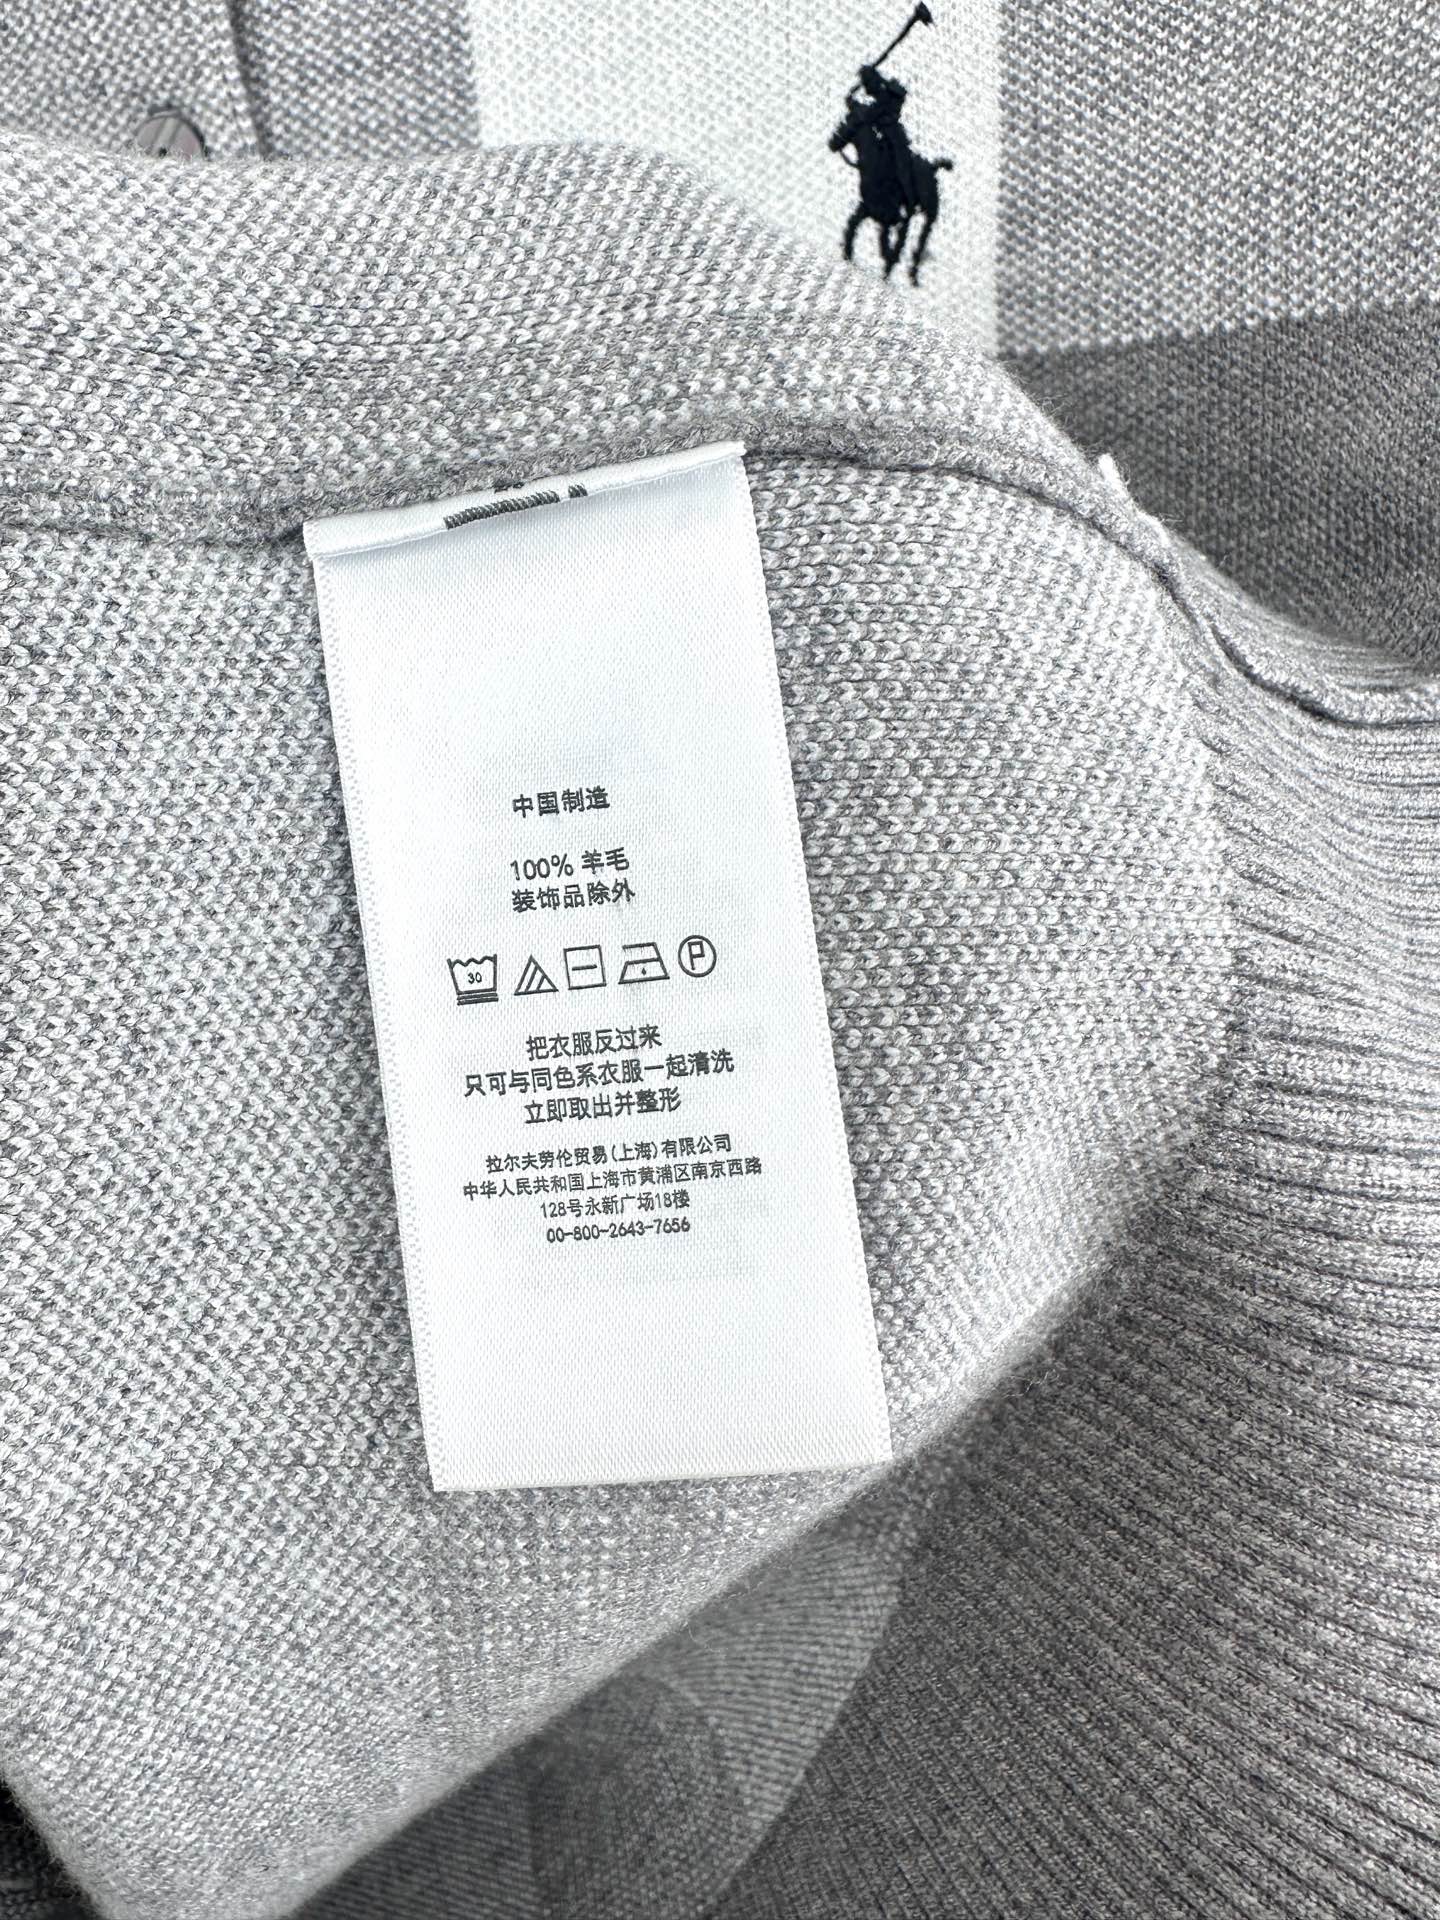 中国制造
100% 羊毛
装饰品除外
30
P
把衣服反过来
只可与同色系衣服一起清洗
立即取出并整形
拉尔夫劳伦贸易(上海)有限公司
中华人民共和国上海市黄浦区南京西路
128号永新广场18楼
00-800-2643-7656